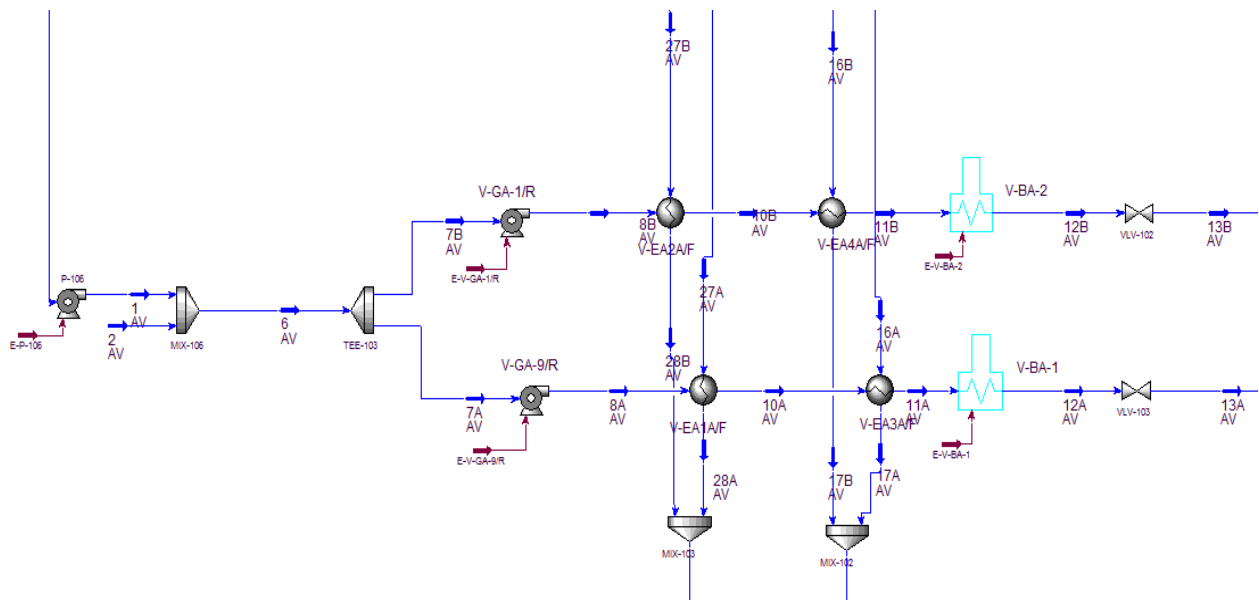 27B
AV
16B
AV
V-GA-1/R
V-BA-2
7B
AV
8B
AV
10B
AV
11B
AV
12B
AV
13B
AV
VLV-102
V-EA2A/F
V-EA4A/F
E-V-GA-1/R
E-V-BA-2
P-106
1
AV
2
AV
6
AV
E-P-106
MIX-106
TEE-103
27A
AV
16A
AV
28B
AV
V-GA-9/R
V-BA-1
7A
AV
8A
AV
10A
AV
11A
AV
12A
AV
13A
AV
VLV-103
V-EA1A/F
V-EA3A/F
E-V-GA-9/R
E-V-BA-1
28A
AV
17B
AV
17A
AV
MIX-103
MIX-102